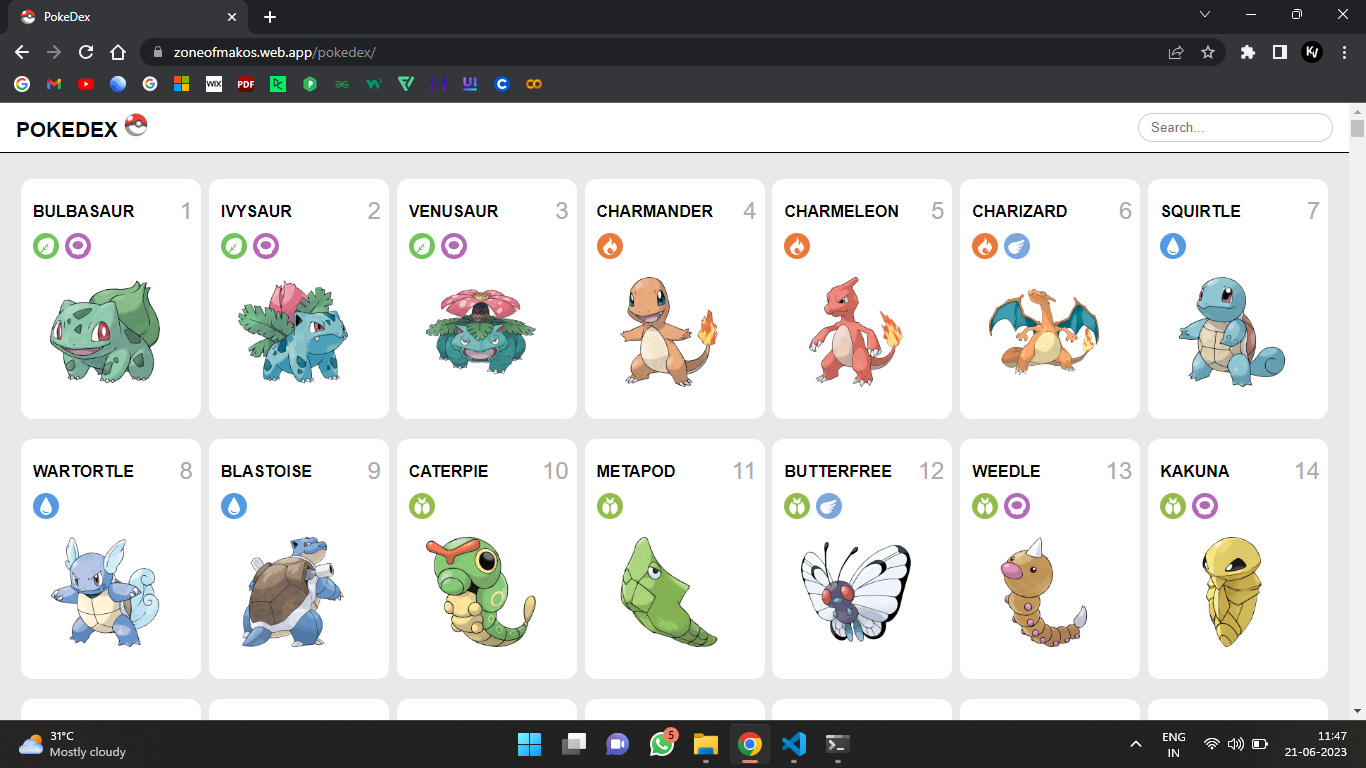 PokeDex
zoneofmakos.web.app/pokedex/
WIX
PDF
POKEDEX
Search...
BULBASAUR 1
IVYSAUR 2
VENUSAUR 3
CHARMANDER 4
CHARMELEON 5
CHARIZARD 6
SQUIRTLE 7
WARTORTLE 8
BLASTOISE 9
CATERPIE 10
METAPOD 11
BUTTERFREE 12
WEEDLE 13
KAKUNA 14
31°C
Mostly cloudy
5
ENG
IN
11:47
21-06-2023